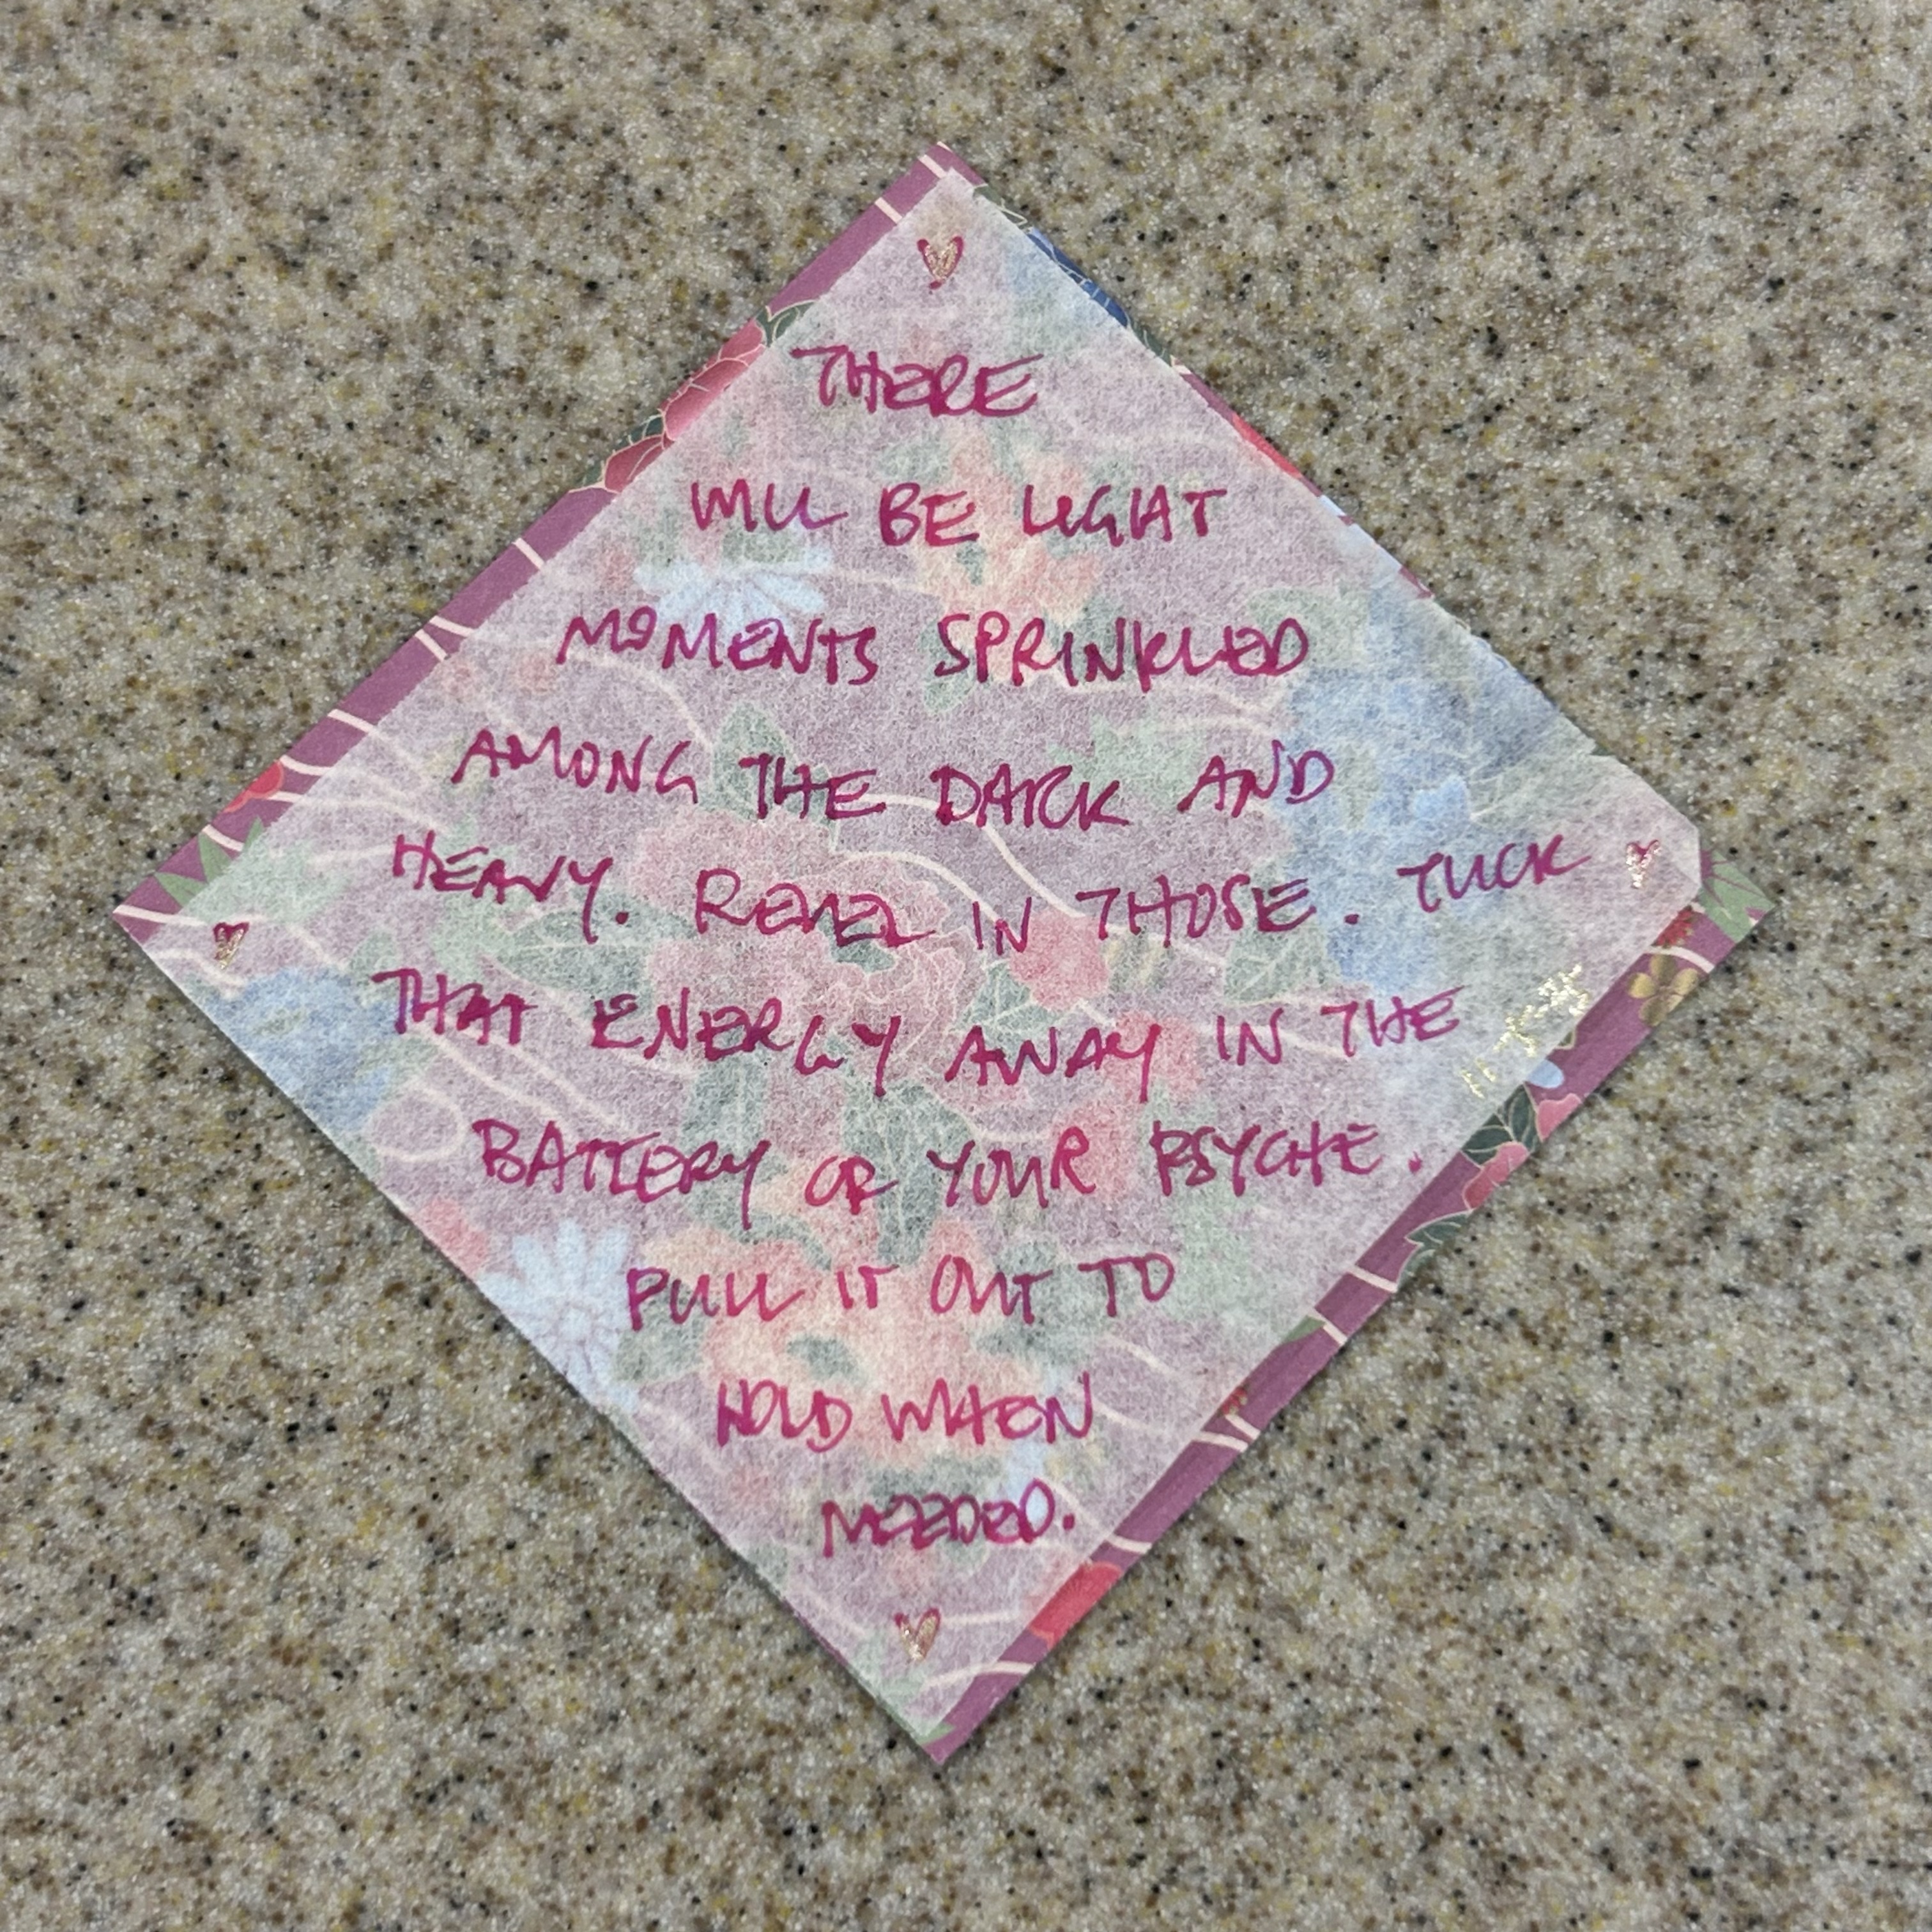 THERE
WILL BE LIGHT
MOMENTS SPRINKLED
AMONG THE DARK AND
HEAVY. REVEL IN THOSE. TUCK
THAT ENERGY AWAY IN THE
BATTERY OR YOUR PSYCHE.
PULL IT OUT TO
HOLD WHEN
NEEDED.